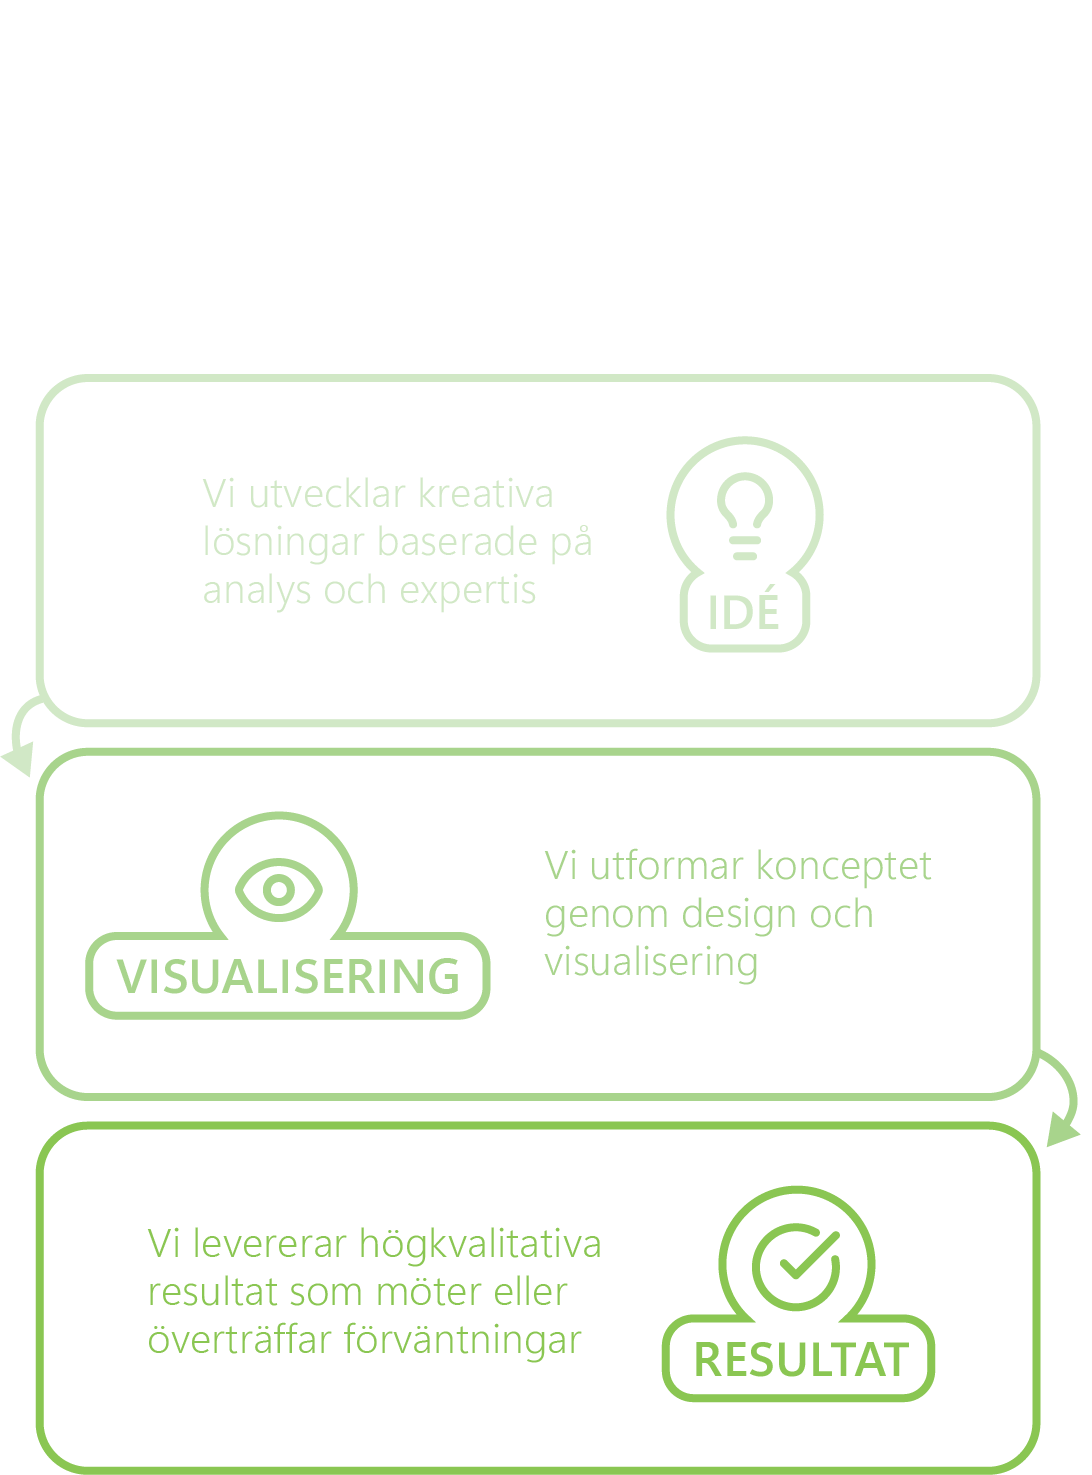 Vi utvecklar kreativa
lösningar baserade på
analys och expertis
IDÉ
VISUALISERING
Vi utformar konceptet
genom design och
visualisering
Vi levererar högkvalitativa
resultat som möter eller
överträffar förväntningar
RESULTAT